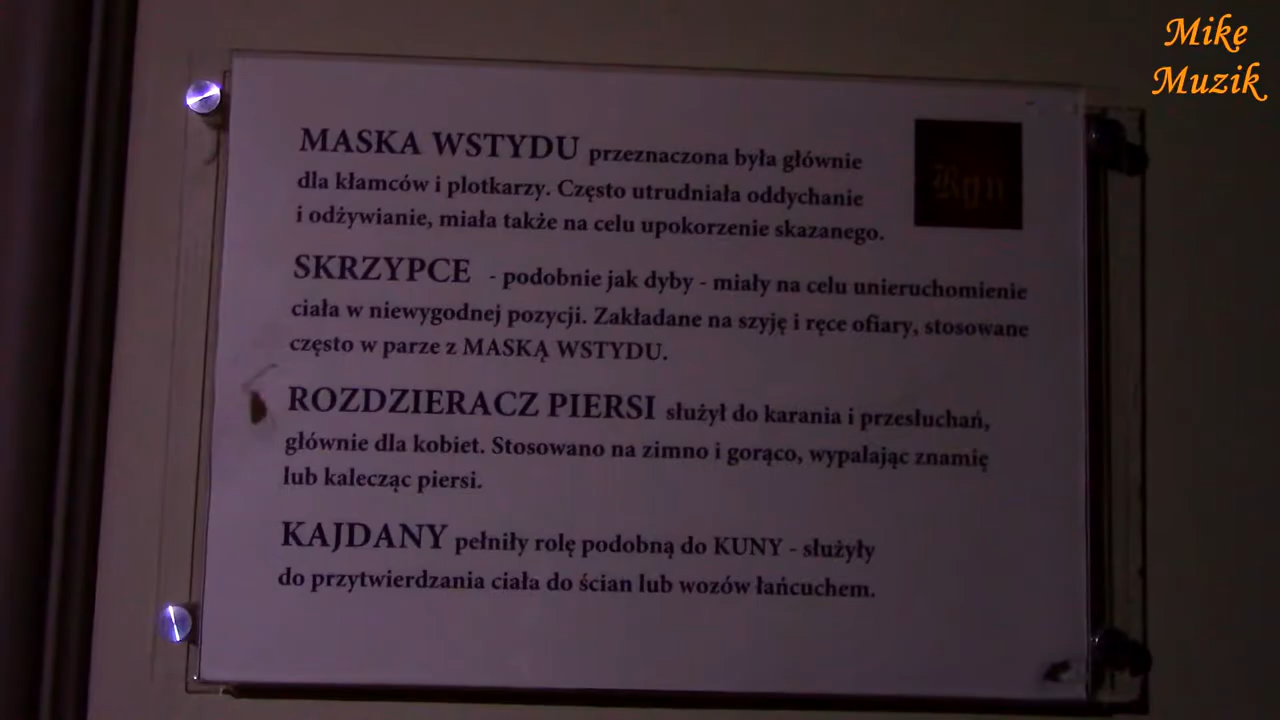 Mike
Muzik
MASKA WSTYDU przeznaczona była głównie
dla kłamców i plotkarzy. Często utrudniała oddychanie
i odżywianie, miała także na celu upokorzenie skazanego.
Rgn
SKRZYPCE - podobnie jak dyby - miały na celu unieruchomienie
ciała w niewygodnej pozycji. Zakładane na szyję i ręce ofiary, stosowane
często w parze z MASKĄ WSTYDU.
ROZDZIERACZ PIERSI służył do karania i przesłuchań,
głównie dla kobiet. Stosowano na zimno i gorąco, wypalając znamię
lub kalecząc piersi.
KAJDANY pełniły rolę podobną do KUNY - służyły
do przytwierdzania ciała do ścian lub wozów łańcuchem.